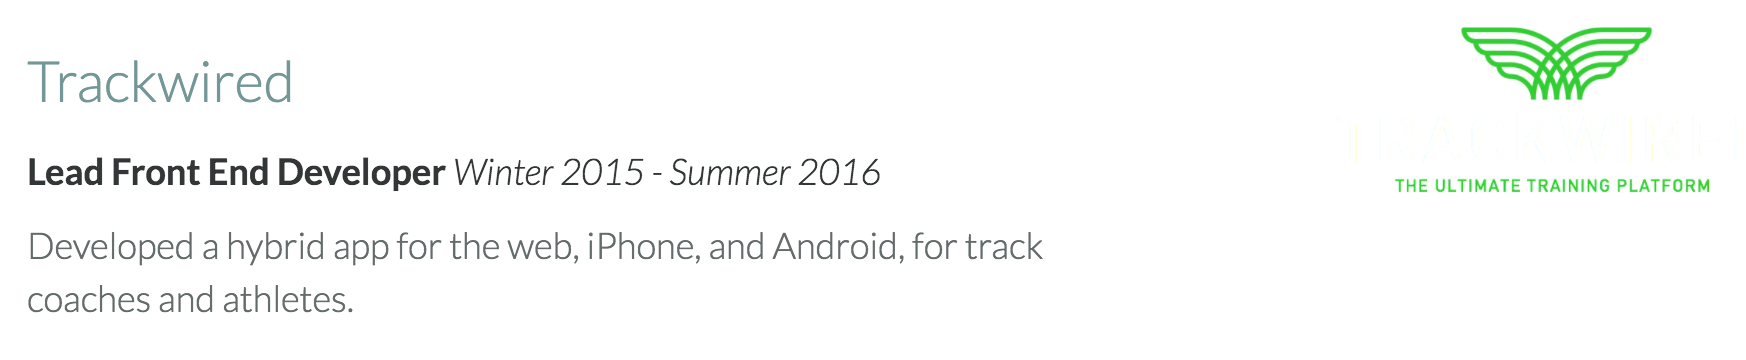 Trackwired
Lead Front End Developer Winter 2015 - Summer 2016
Developed a hybrid app for the web, iPhone, and Android, for track
coaches and athletes.
TRACKWIRED
THE ULTIMATE TRAINING PLATFORM